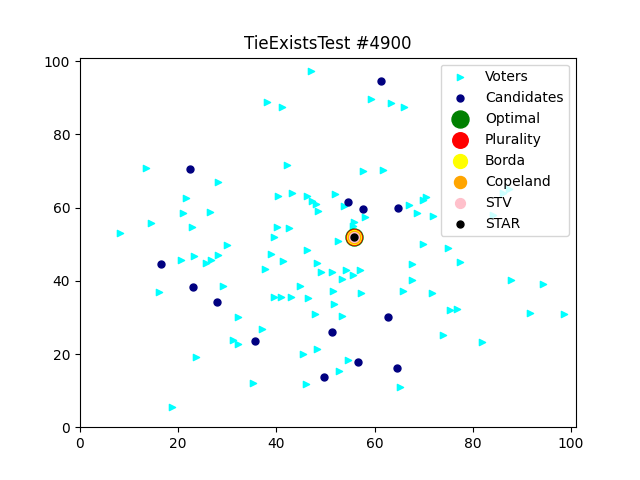 TieExistsTest #4900
100
80
60
40
20
0
0 20 40 60 80 100
Voters
Candidates
Optimal
Plurality
Borda
Copeland
STV
STAR